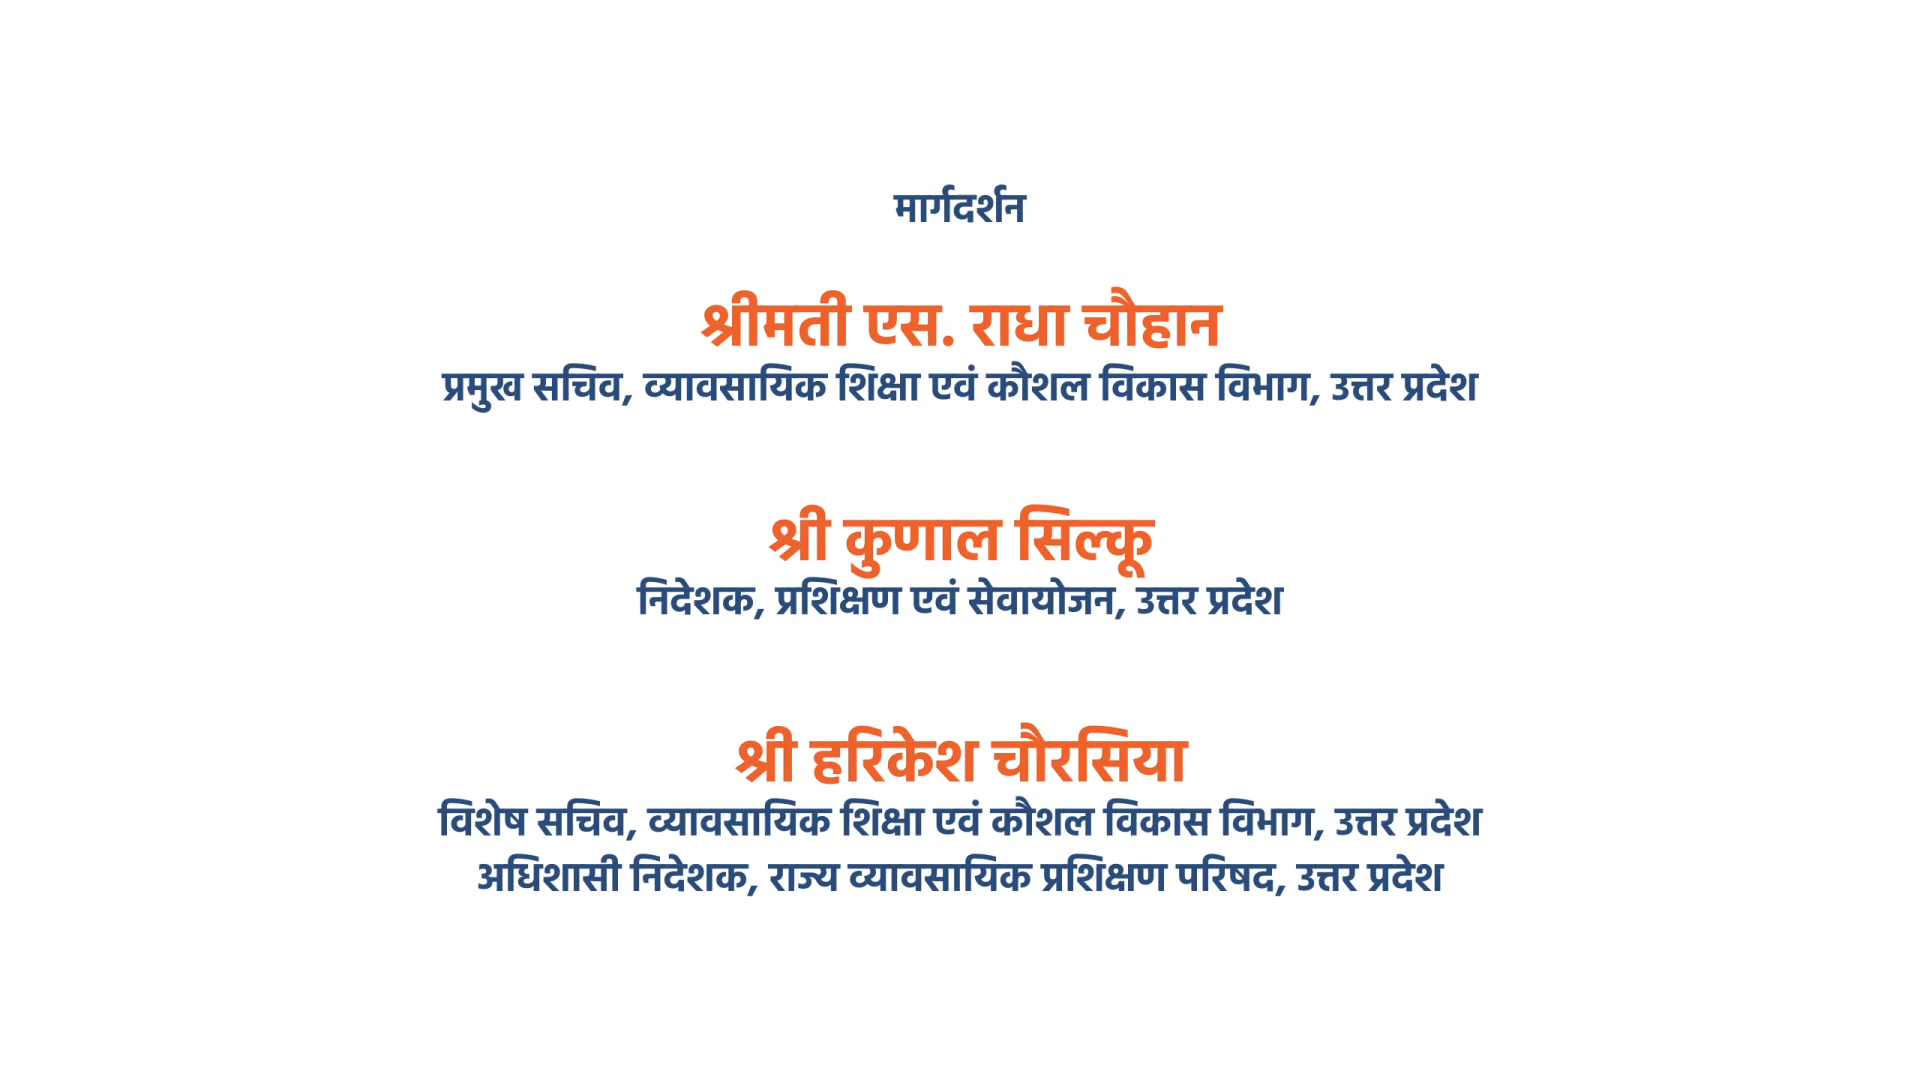 मार्गदर्शन
श्रीमती एस. राधा चौहान
प्रमुख सचिव, व्यावसायिक शिक्षा एवं कौशल विकास विभाग, उत्तर प्रदेश
श्री कुणाल सिल्कू
निदेशक, प्रशिक्षण एवं सेवायोजन, उत्तर प्रदेश
श्री हरिकेश चौरसिया
विशेष सचिव, व्यावसायिक शिक्षा एवं कौशल विकास विभाग, उत्तर प्रदेश
अधिशासी निदेशक, राज्य व्यावसायिक प्रशिक्षण परिषद, उत्तर प्रदेश